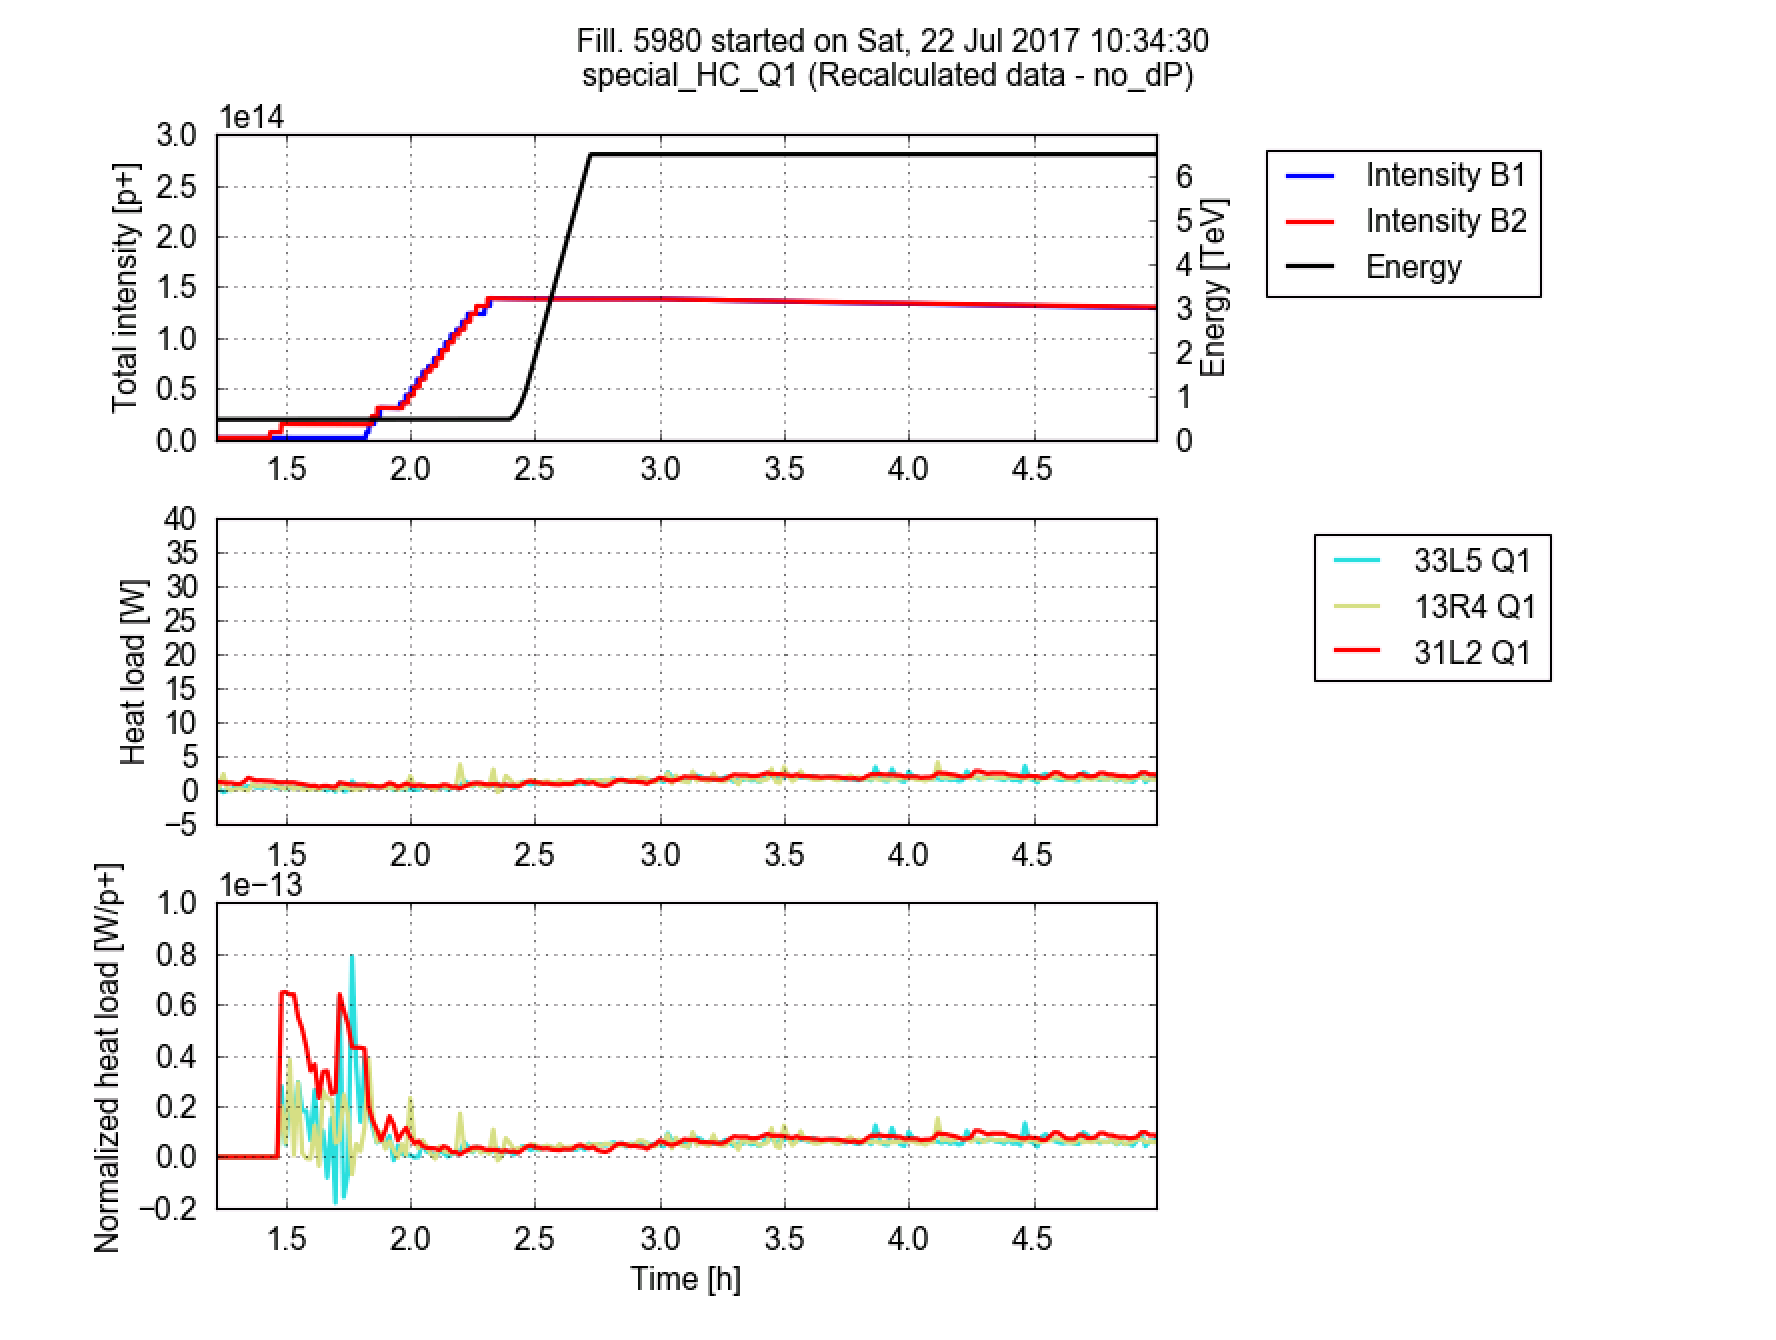 Fill. 5980 started on Sat, 22 Jul 2017 10:34:30
special_HC_Q1 (Recalculated data - no_dP)
1e14
Total intensity [p+]
3.0
2.5
2.0
1.5
1.0
0.5
0.0
6
5
4
3
2
1
0
Energy [TeV]
1.5 2.0 2.5 3.0 3.5 4.0 4.5
Intensity B1
Intensity B2
Energy
Heat load [W]
40
35
30
25
20
15
10
5
0
−5
1.5 2.0 2.5 3.0 3.5 4.0 4.5
33L5 Q1
13R4 Q1
31L2 Q1
1e−13
Normalized heat load [W/p+]
1.0
0.8
0.6
0.4
0.2
0.0
−0.2
1.5 2.0 2.5 3.0 3.5 4.0 4.5
Time [h]